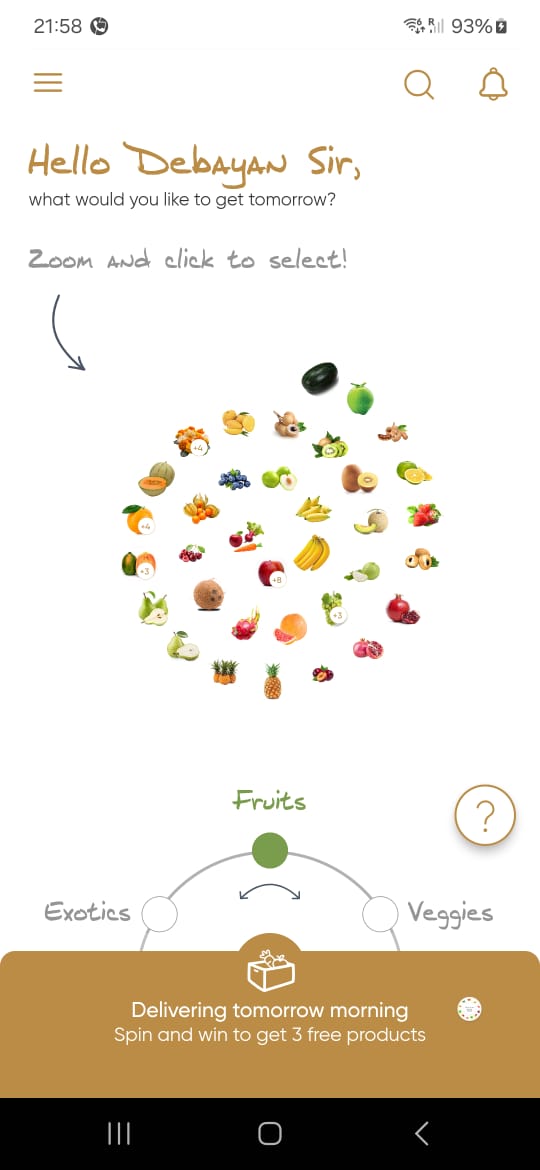 21:58
93%
Hello Debayan Sir,
what would you like to get tomorrow?
Zoom and click to select!
+4
+4
+3
+8
+3
Fruits
?
Exotics
Veggies
Delivering tomorrow morning
Spin and win to get 3 free products